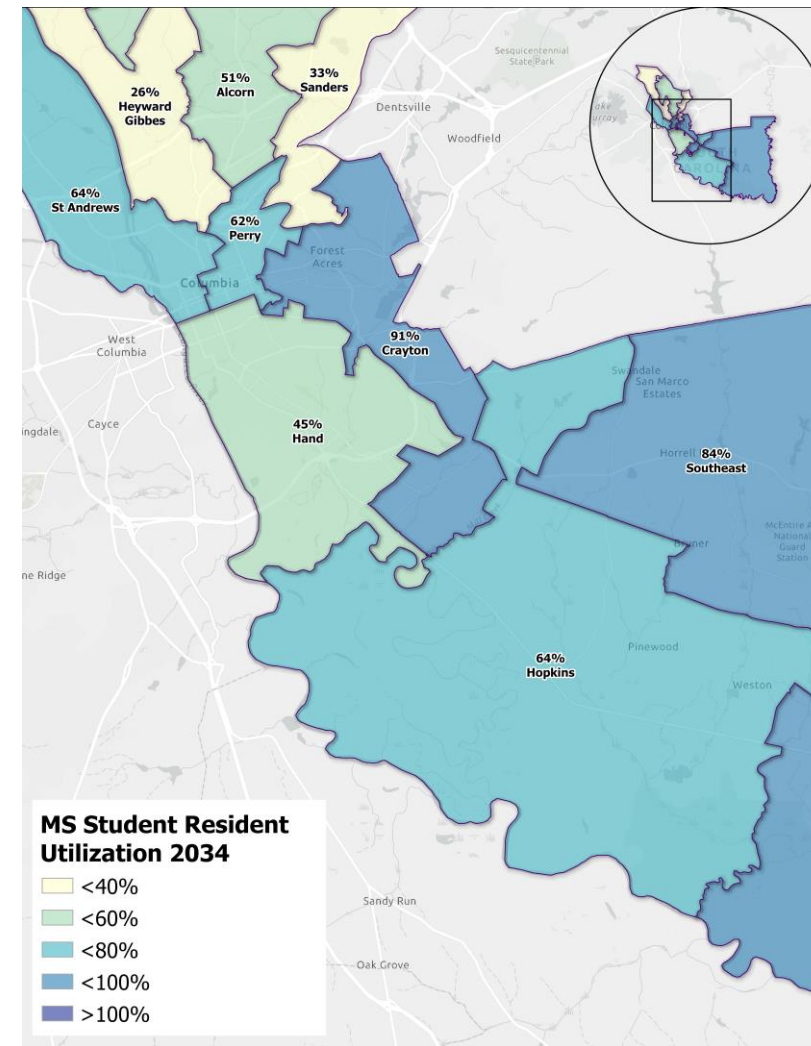 Sesquicentennial
State Park
26%
Heyward
Gibbes
51%
Alcorn
33%
Sanders
Dentsville
Woodfield
Lake
SOUTH
CAROLINA
64%
St Andrews
62%
Perry
Forest
Acres
Columbia
West
Columbia
91%
Crayton
Swandale
San Marco
Estates
Cayce
45%
Hand
Horrell
84%
Southeast
McEntire
National
Guard
Station
ne Ridge
64%
Hopkins
Pinewood
Weston
MS Student Resident
Utilization 2034
<40%
<60%
<80%
<100%
>100%
Sandy Run
Oak Grove